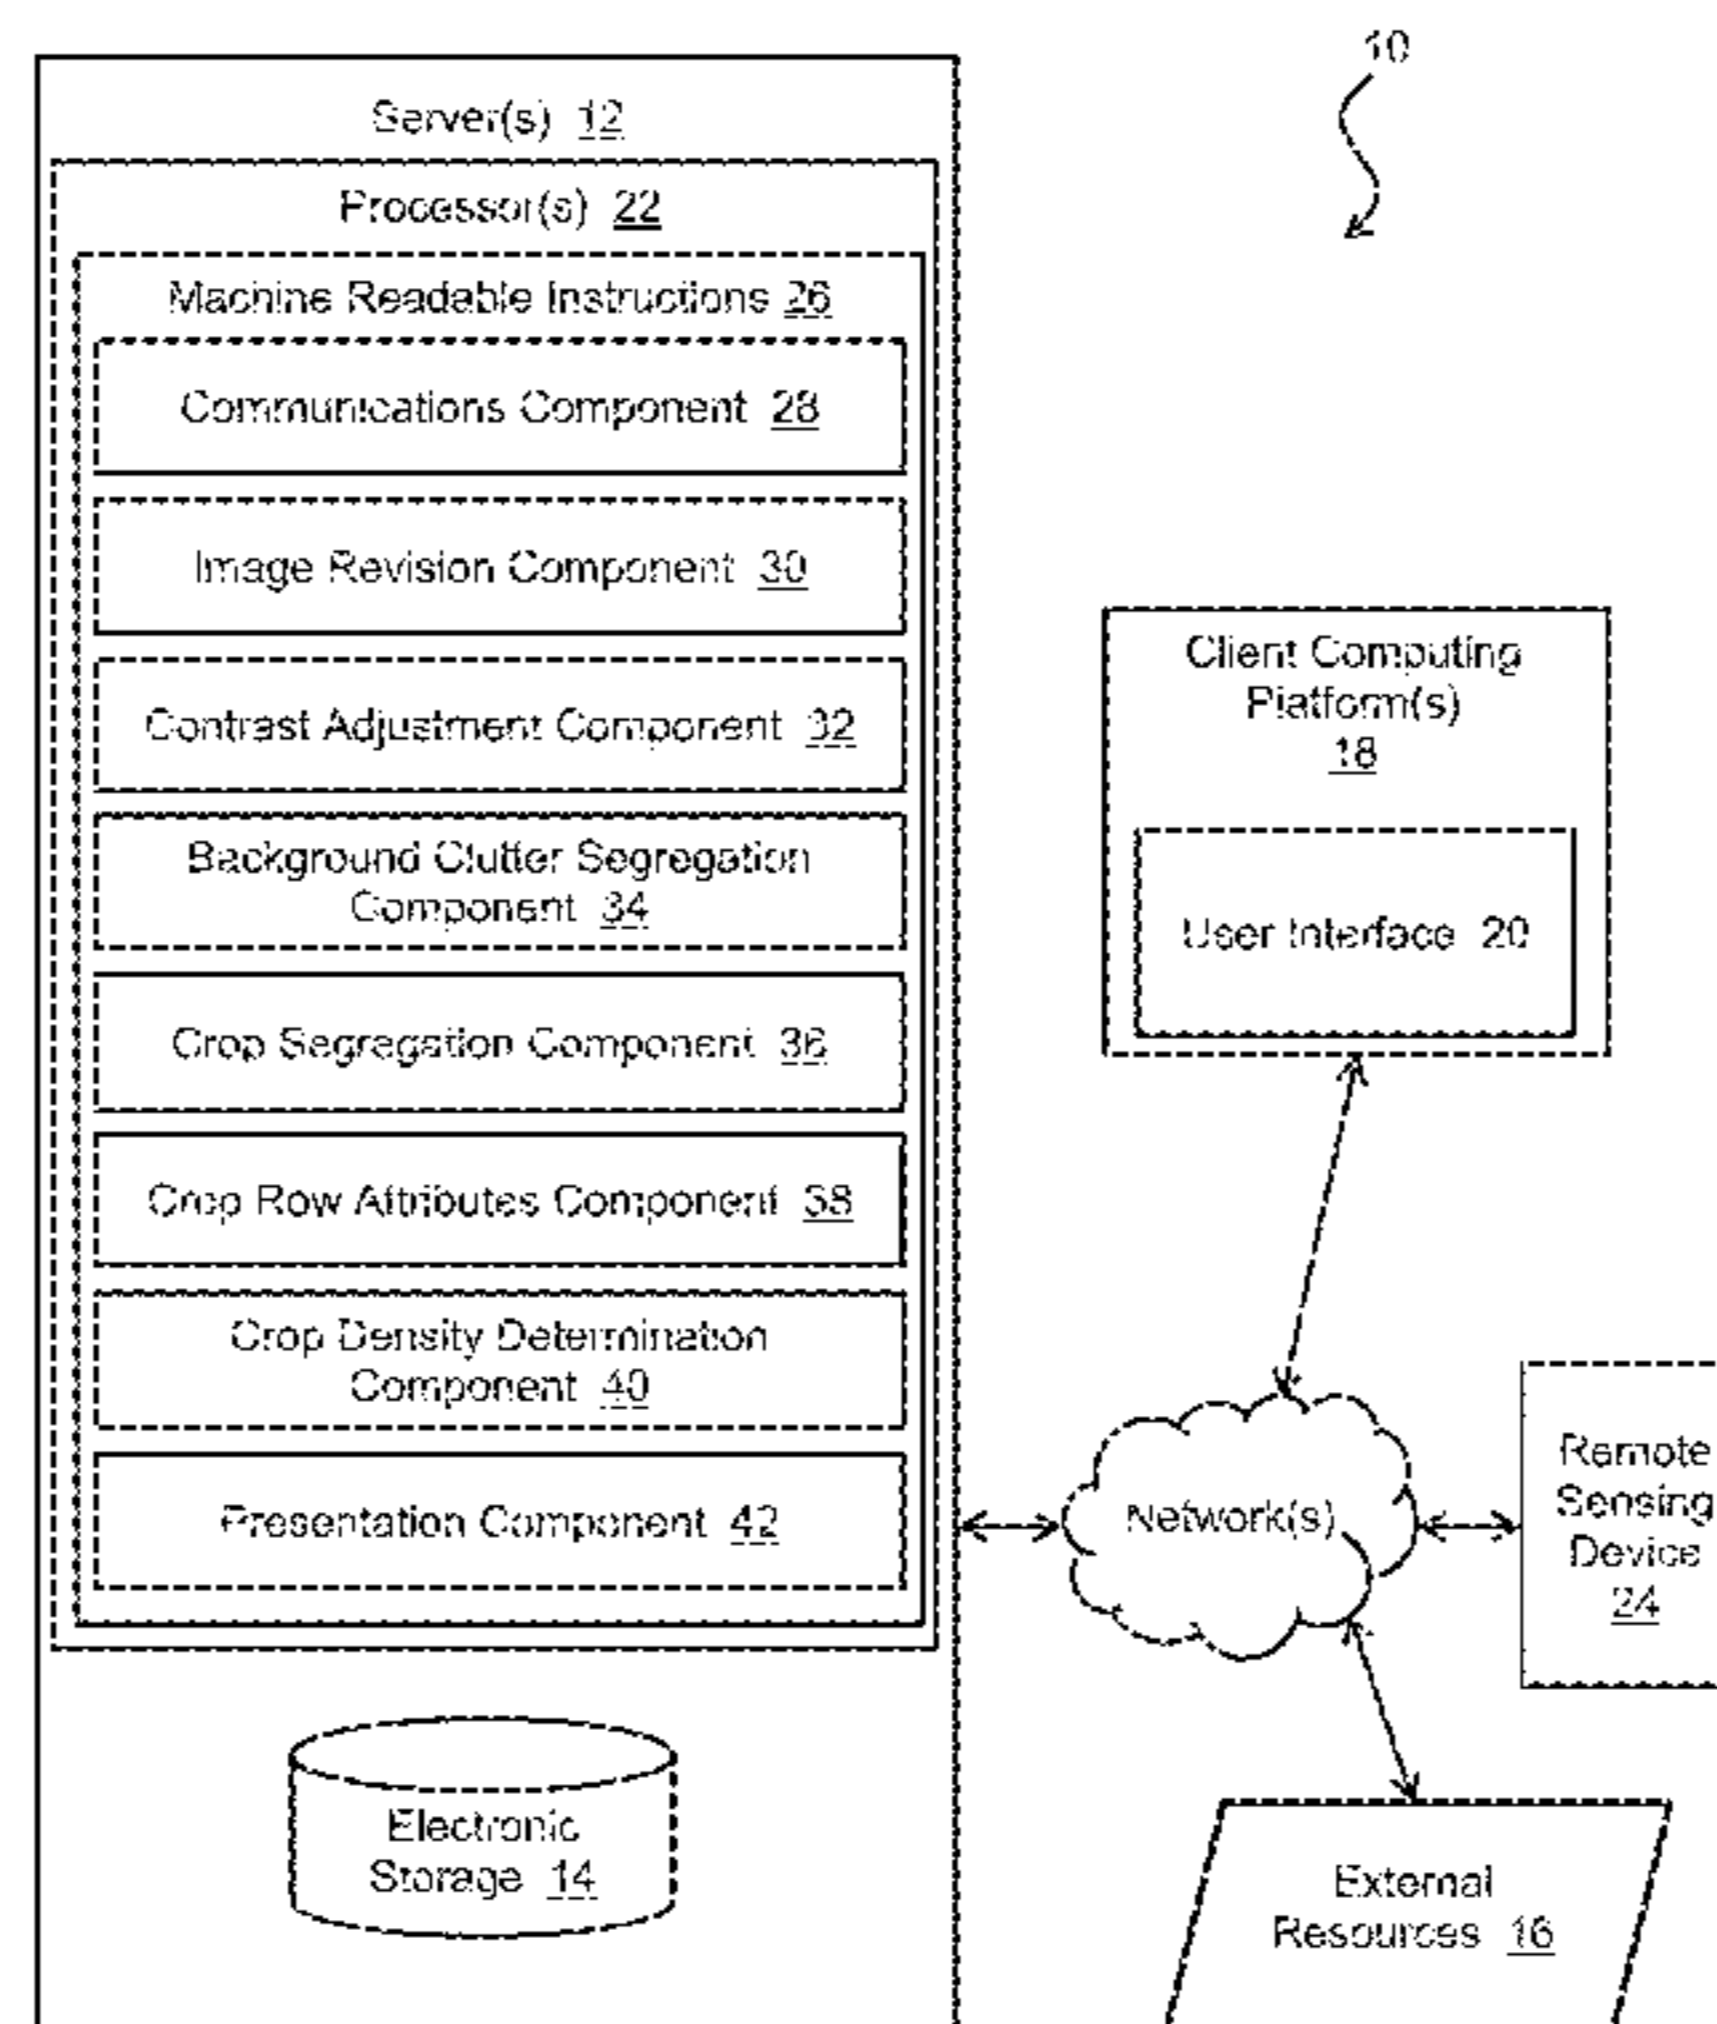 10
Server(s) 12
Processor(s) 22
Machine Readable Instructions 26
Communications Component 28
Image Revision Component 30
Contrast Adjustment Component 32
Background Clutter Segregation
Component 34
Crop Segregation Component 36
Crop Row Attributes Component 38
Crop Density Determination
Component 40
Presentation Component 42
Electronic
Storage 14
Client Computing
Platform(s)
18
User Interface 20
Network(s)
Remote
Sensing
Device
24
External
Resources 16